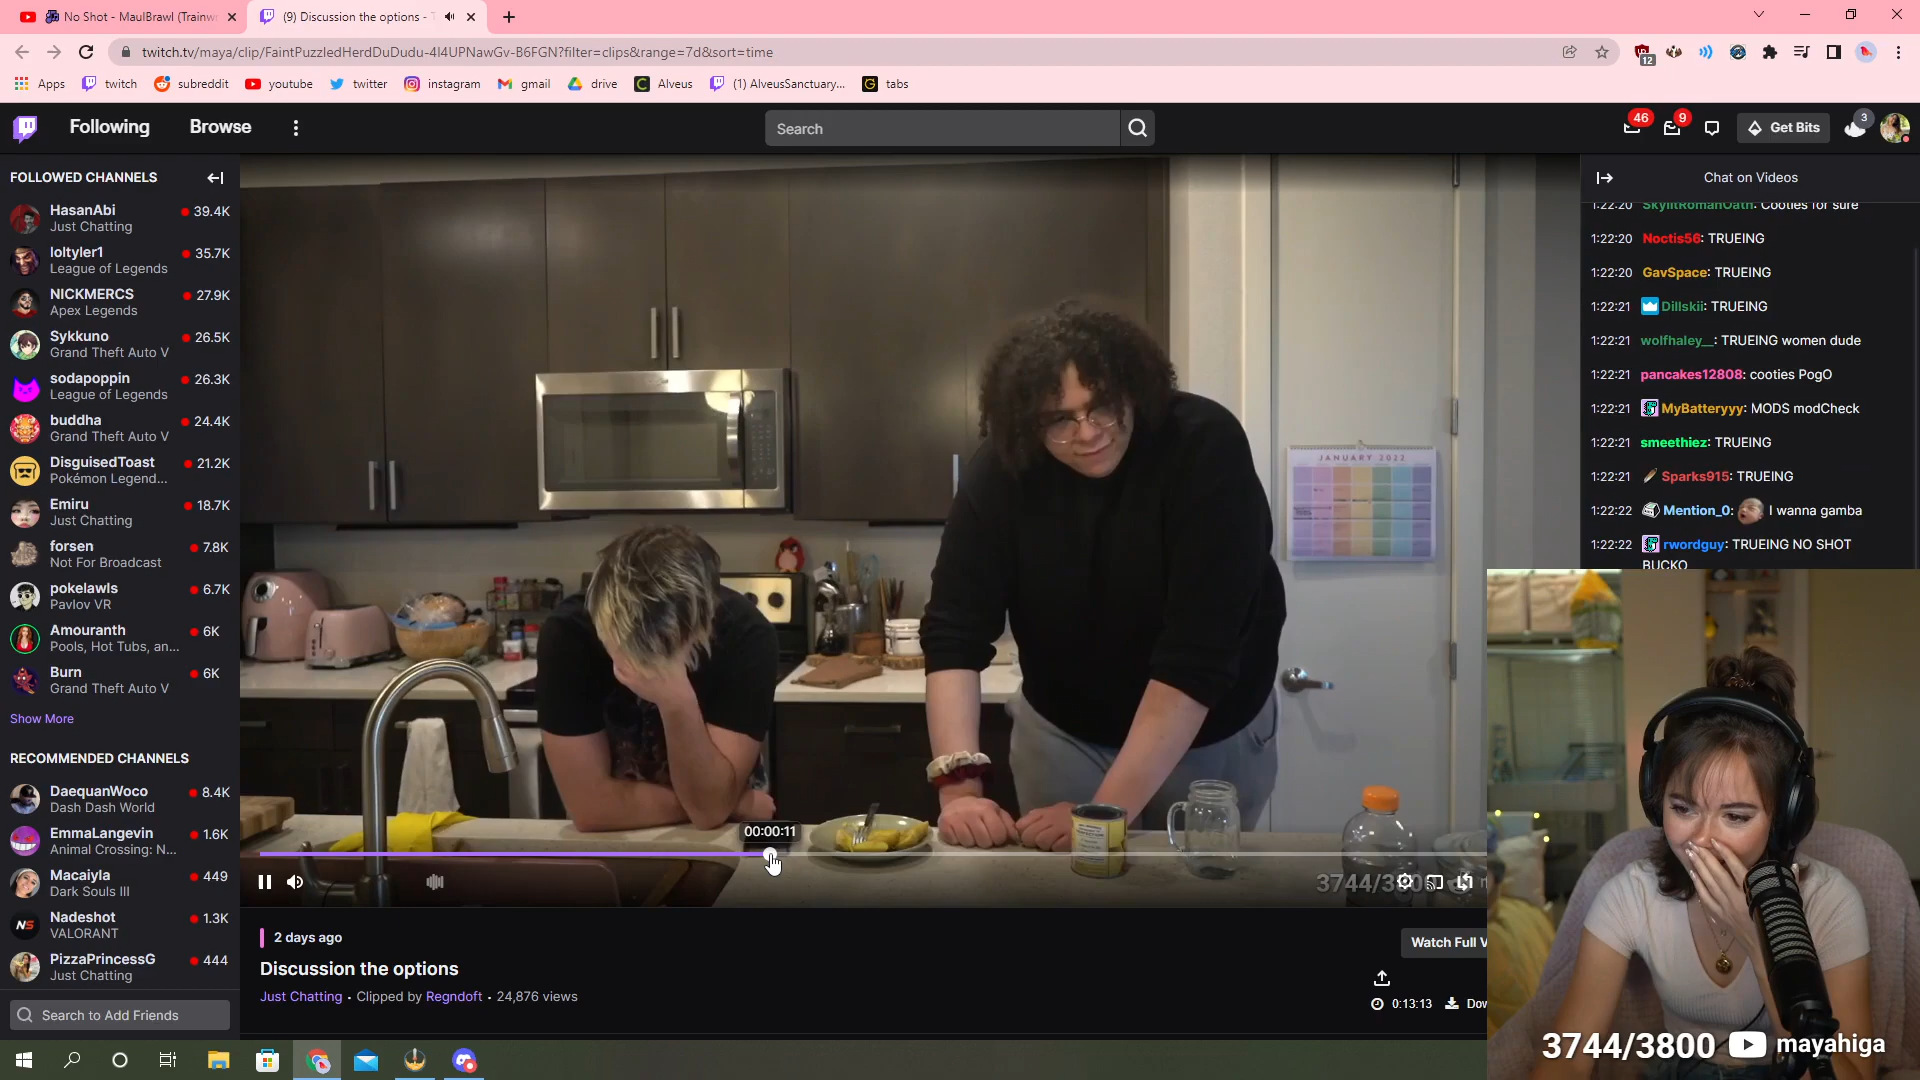 No Shot - MaulBrawl (Trainw
(9) Discussion the options - T
twitch.tv/maya/clip/FaintPuzzledHerdDuDudu-4I4UPNawGv-B6FGN?filter=clips&range=7d&sort=time
12
Apps
twitch
subreddit
youtube
twitter
instagram
gmail
drive
Alveus
(1) AlveusSanctuary...
tabs
Following
Browse
Search
46
9
Get Bits
3
FOLLOWED CHANNELS
HasanAbi
39.4K
Just Chatting
loltyler1
35.7K
League of Legends
NICKMERCS
27.9K
Apex Legends
Sykkuno
26.5K
Grand Theft Auto V
sodapoppin
26.3K
League of Legends
buddha
24.4K
Grand Theft Auto V
DisguisedToast
21.2K
Pokémon Legend...
Emiru
18.7K
Just Chatting
forsen
7.8K
Not For Broadcast
pokelawls
6.7K
Pavlov VR
Amouranth
6K
Pools, Hot Tubs, an...
Burn
6K
Grand Theft Auto V
Show More
RECOMMENDED CHANNELS
DaequanWoco
8.4K
Dash Dash World
EmmaLangevin
1.6K
Animal Crossing: N...
Macaiyla
449
Dark Souls III
Nadeshot
1.3K
VALORANT
PizzaPrincessG
444
Just Chatting
Search to Add Friends
JANUARY 2022
00:00:11
3744/38
2 days ago
Discussion the options
Just Chatting • Clipped by Regndoft • 24,876 views
Watch Full V
0:13:13
Dow
Chat on Videos
1:22:20 SkylitRomanOath: Cooties for sure
1:22:20 Noctis56: TRUEING
1:22:20 GavSpace: TRUEING
1:22:21 Dillskii: TRUEING
1:22:21 wolfhaley__: TRUEING women dude
1:22:21 pancakes12808: cooties PogO
1:22:21 MyBatteryyy: MODS modCheck
1:22:21 smeethiez: TRUEING
1:22:21 Sparks915: TRUEING
1:22:22 Mention_0: I wanna gamba
1:22:22 rwordguy: TRUEING NO SHOT
BUCKO
3744/3800 mayahiga